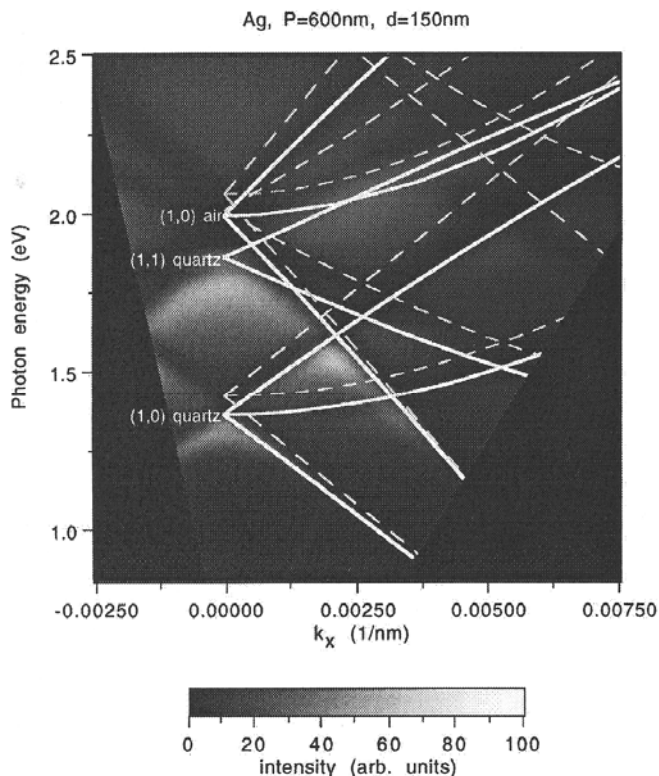 Ag, P=600nm, d=150nm
2.5
2.0
1.5
1.0
Photon energy (eV)
(1,0) air
(1,1) quartz
(1,0) quartz
-0.00250 0.00000 0.00250 0.00500 0.00750
kx (1/nm)
0 20 40 60 80 100
intensity (arb. units)